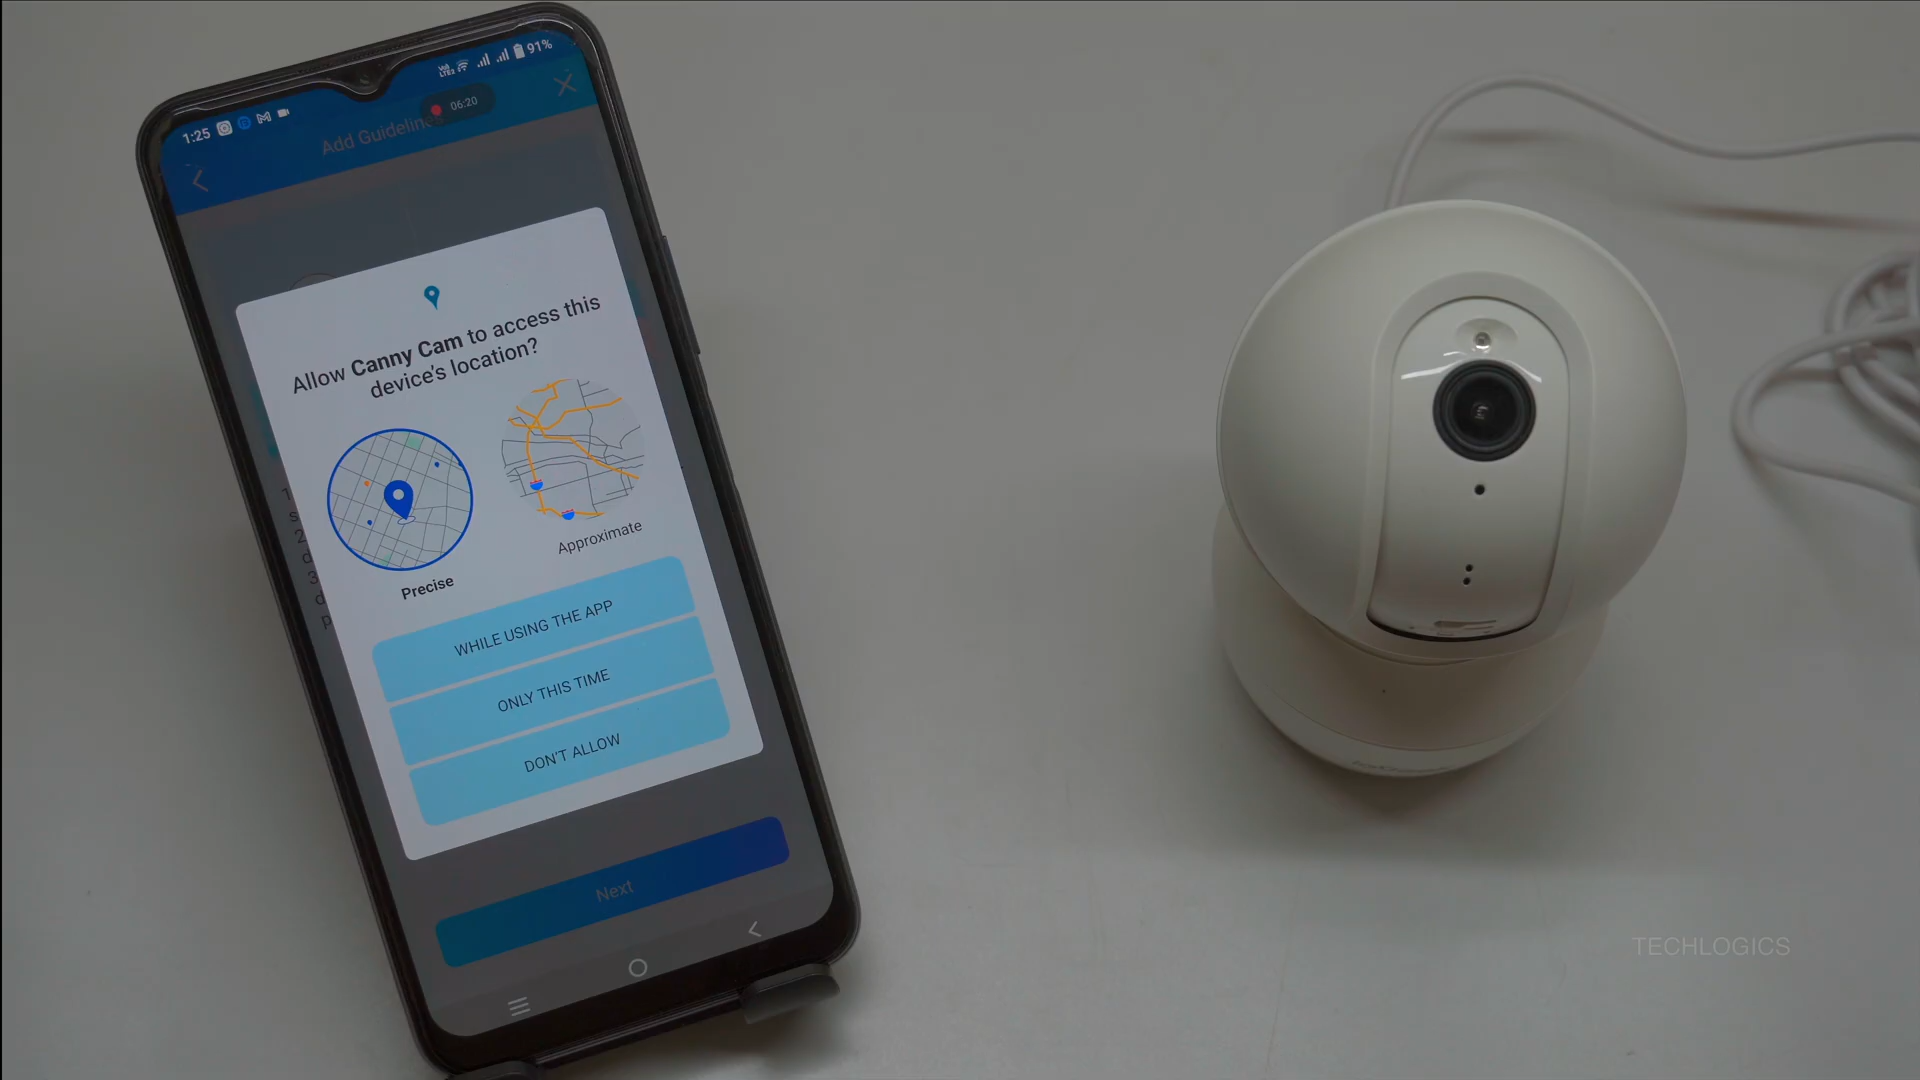 1:25
91%
06:20
Add Guidelines
Allow Canny Cam to access this
device's location?
Precise
Approximate
WHILE USING THE APP
ONLY THIS TIME
DON'T ALLOW
Next
TECHLOGICS